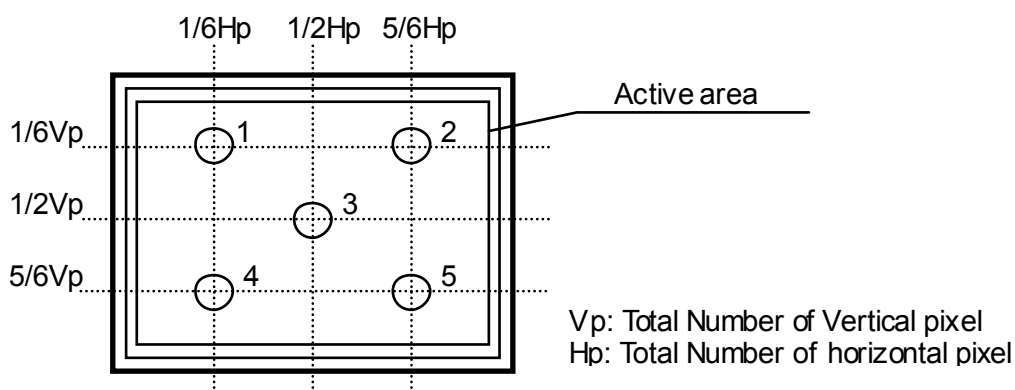 1/6Hp 1/2Hp 5/6Hp
Active area
1/6Vp 1 2
1/2Vp 3
5/6Vp 4 5
Vp: Total Number of Vertical pixel
Hp: Total Number of horizontal pixel